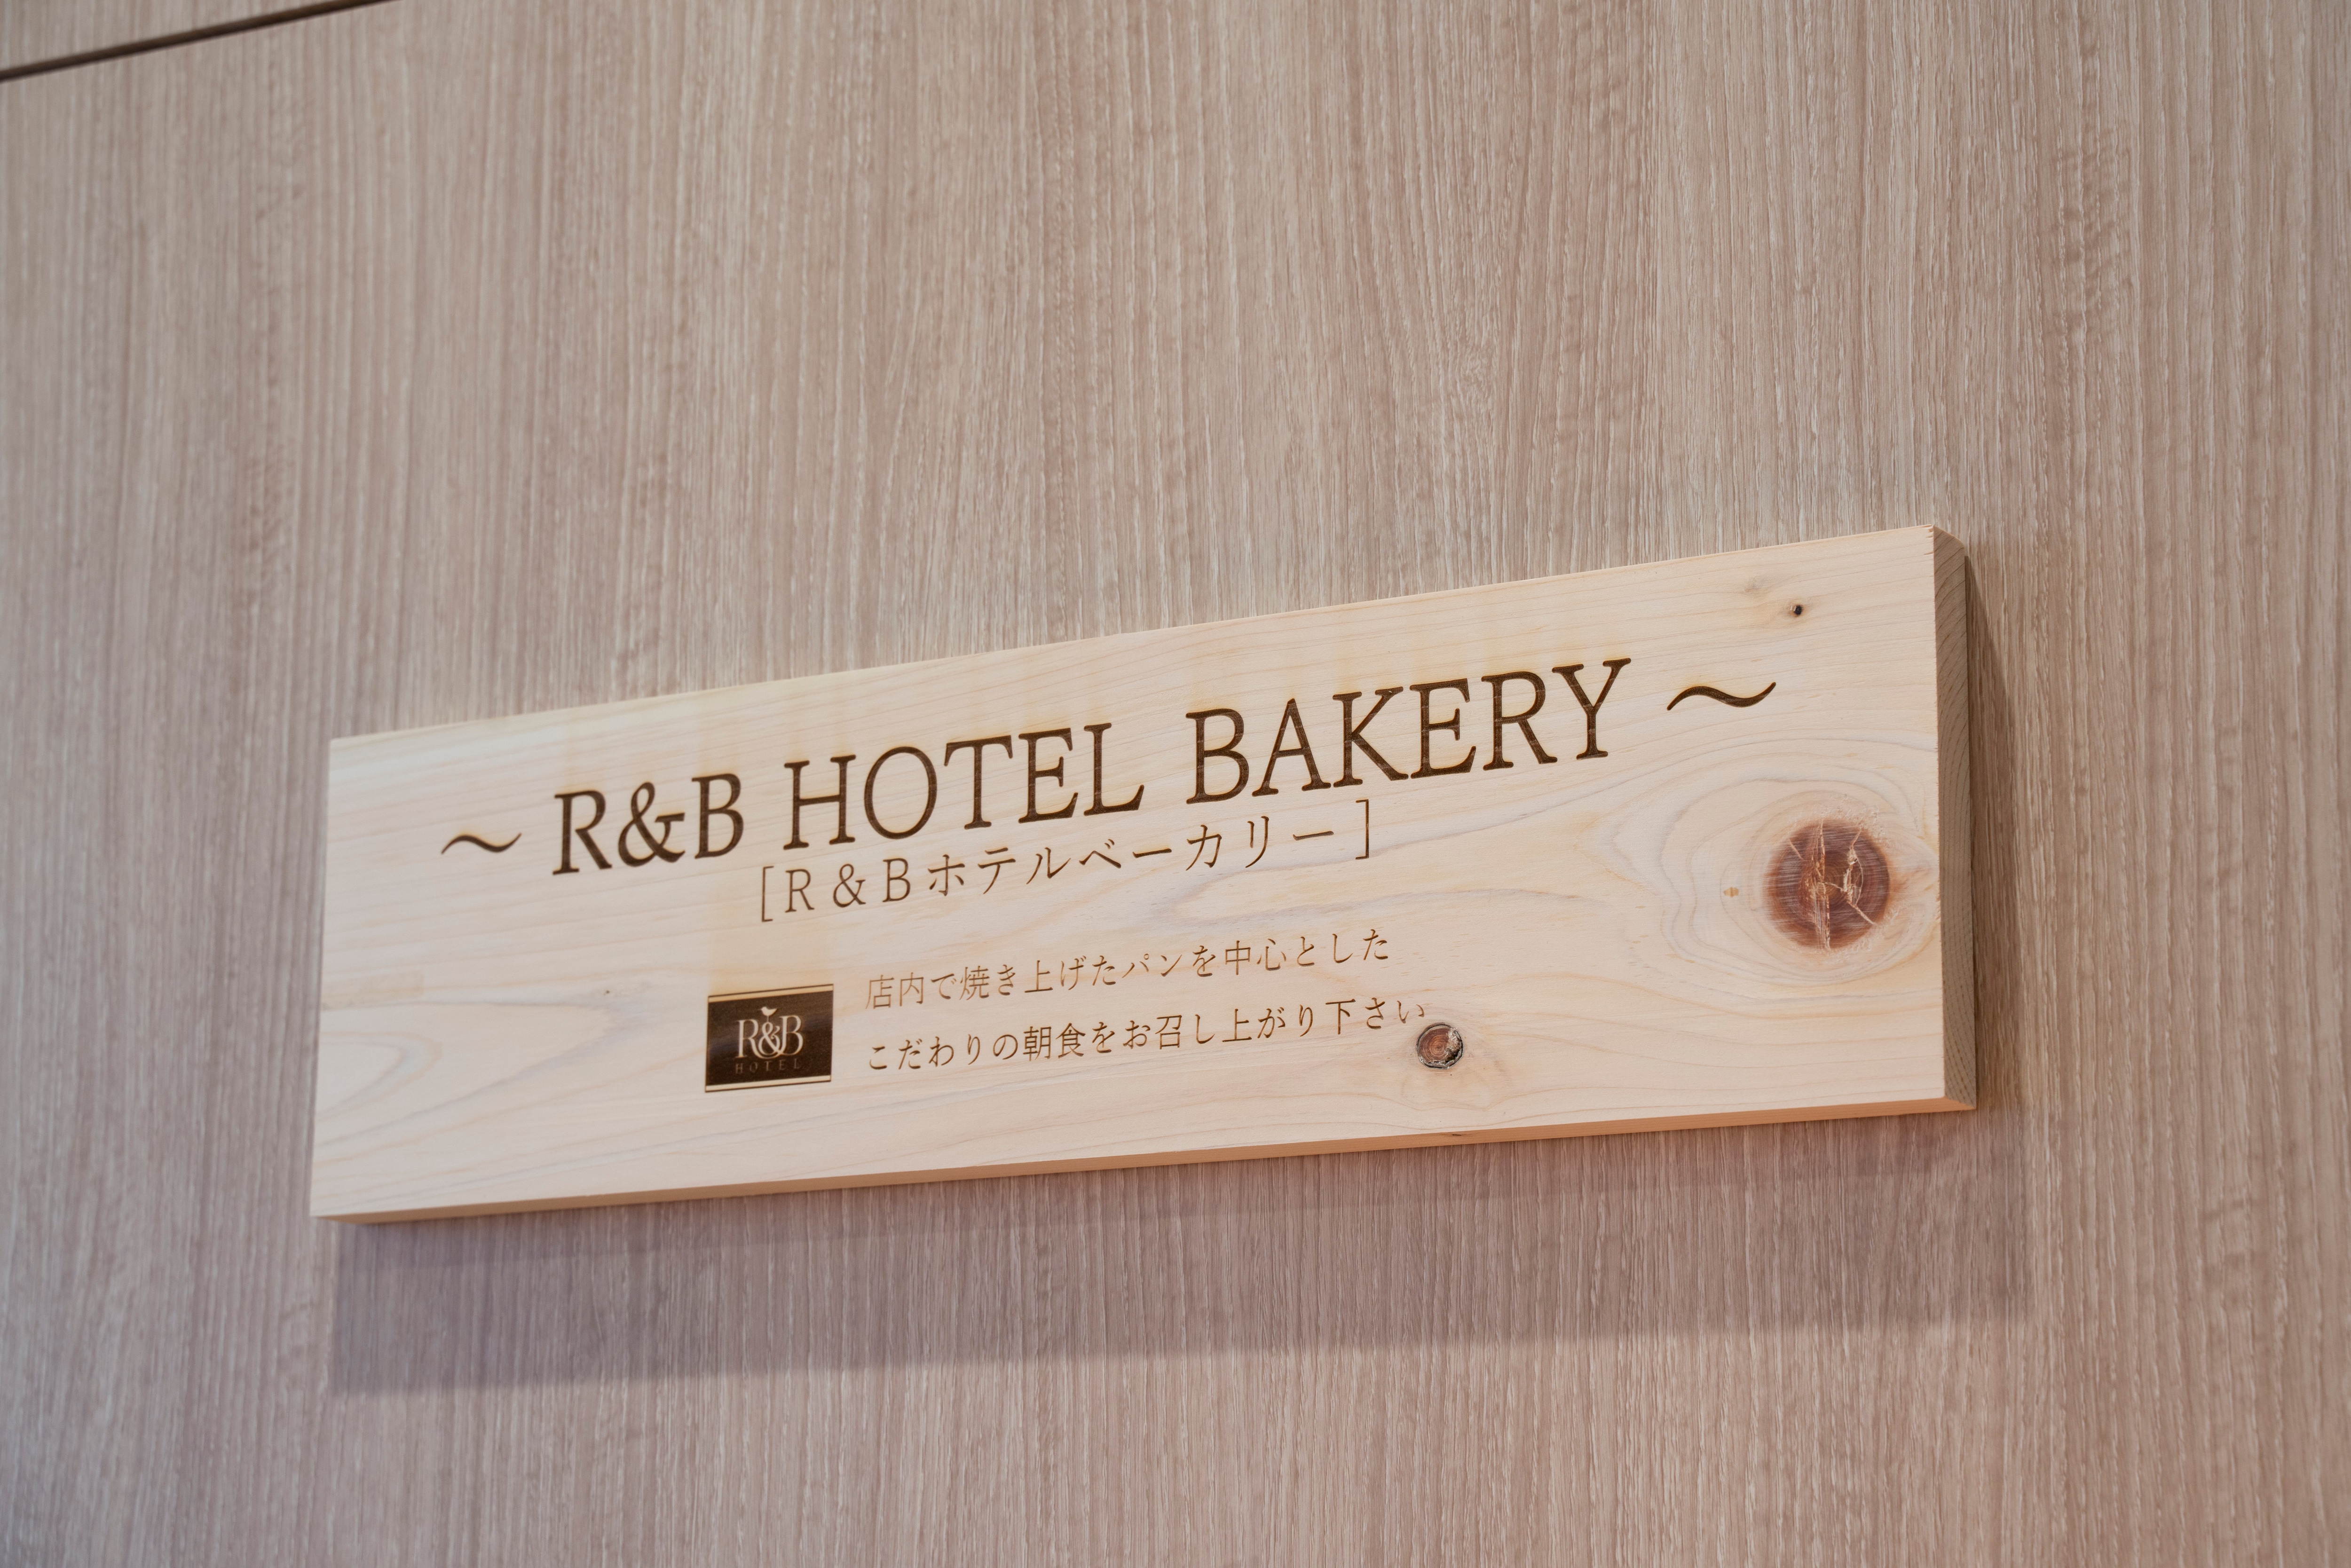 ～ R&B HOTEL BAKERY ～
[R＆Bホテルベーカリー]
店内で焼き上げたパンを中心とした
こだわりの朝食をお召し上がり下さい
R&B
HOTEL